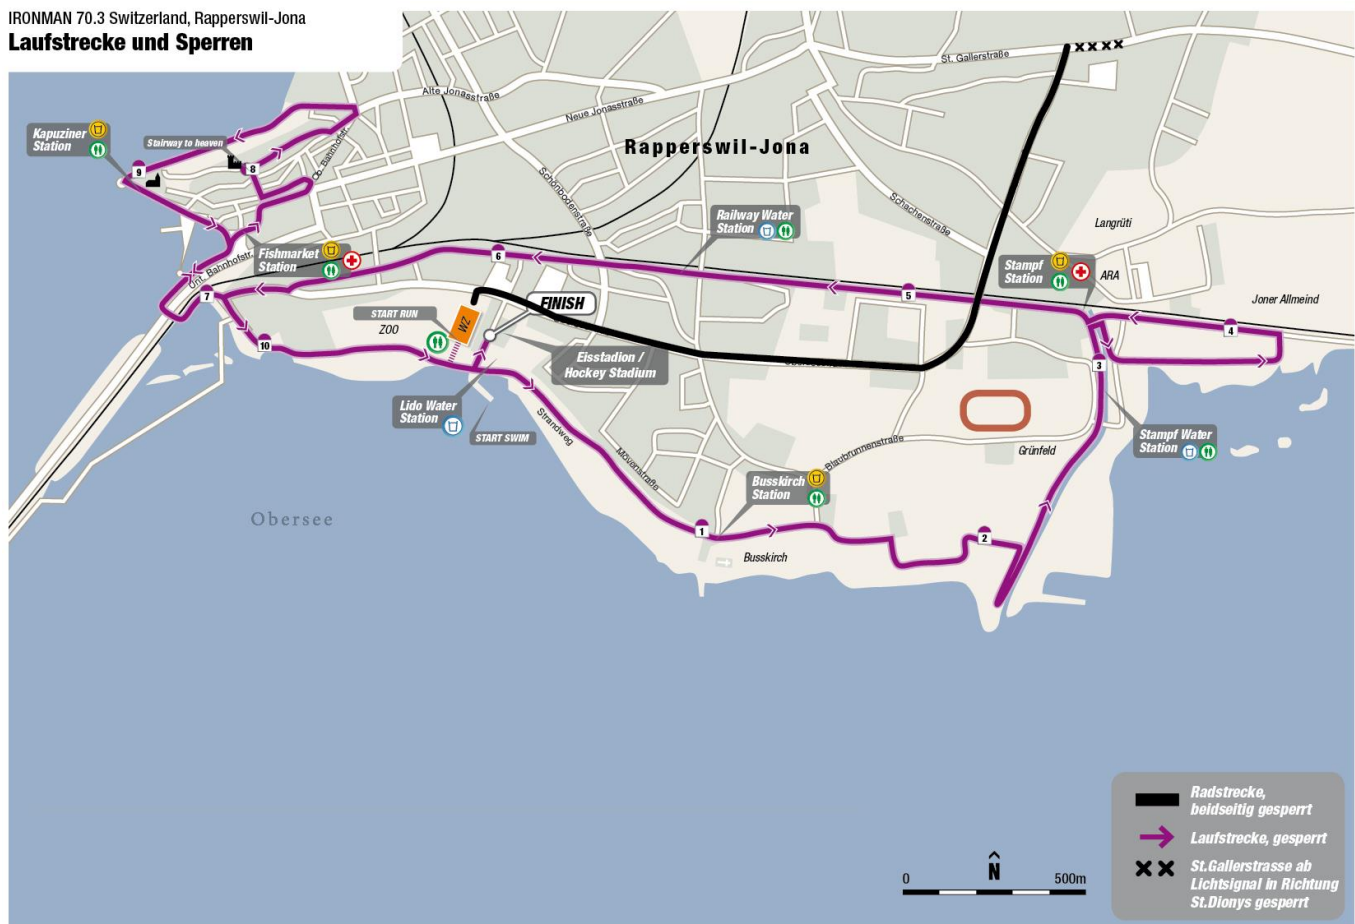 IRONMAN 70.3 Switzerland, Rapperswil-Jona
Laufstrecke und Sperren
St. Gallerstraße
Alte Jonastraße
Neue Jonastraße
Kapuziner
Station
Stairway to heaven
Ob. Bahnhofstr.
Rapperswil-Jona
9
8
Schönbodenstraße
Schachenstraße
Railway Water
Station
Langrüti
Fishmarket
Station
Unt. Bahnhofstr.
6
Stampf
Station
ARA
7
5
Joner Allmeind
FINISH
START RUN
ZOO
WZ
4
10
Eisstadion /
Hockey Stadium
3
Lido Water
Station
START SWIM
Strandweg
Stampf Water
Station
Grünfeld
Blaubrunnenstraße
Mövenstraße
Busskirch
Station
Obersee
1
2
Busskirch
Radstrecke,
beidseitig gesperrt
Laufstrecke, gesperrt
St.Gallerstrasse ab
Lichtsignal in Richtung
St.Dionys gesperrt
N
0
500m